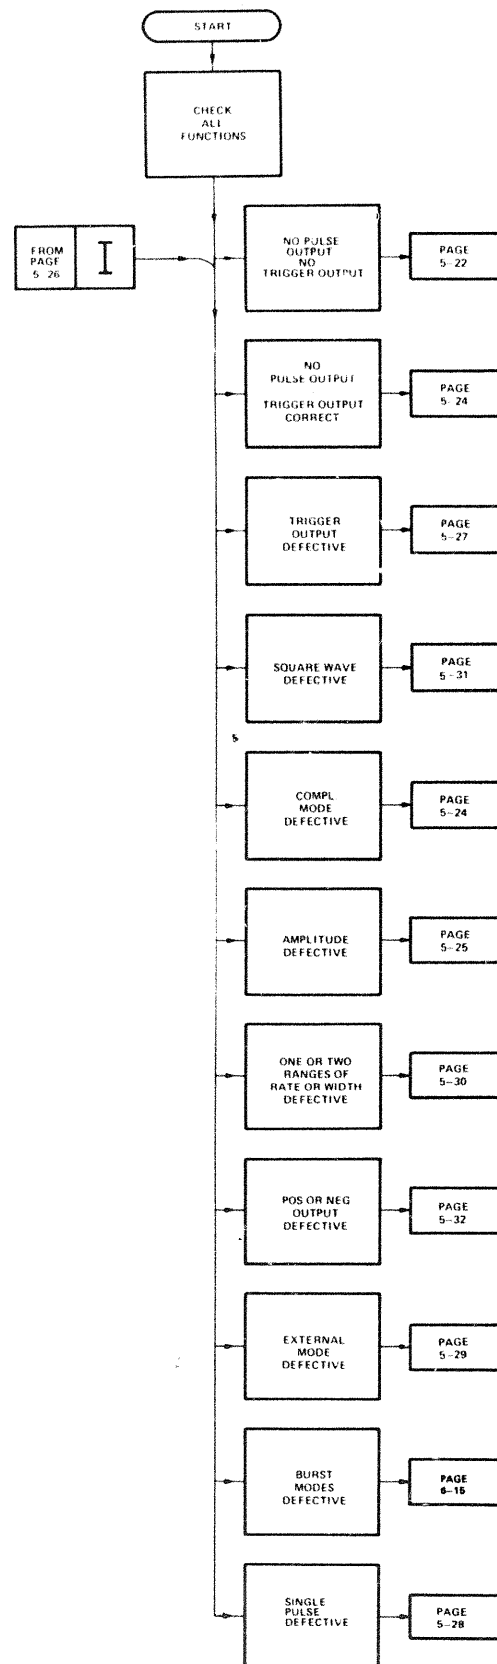 START
CHECK
ALL
FUNCTIONS
FROM
PAGE
5-26
I
NO PULSE
OUTPUT
NO
TRIGGER OUTPUT
PAGE
5-22
NO
PULSE OUTPUT
TRIGGER OUTPUT
CORRECT
PAGE
5-24
TRIGGER
OUTPUT
DEFECTIVE
PAGE
5-27
SQUARE WAVE
DEFECTIVE
PAGE
5-31
COMPL
MODE
DEFECTIVE
PAGE
5-24
AMPLITUDE
DEFECTIVE
PAGE
5-25
ONE OR TWO
RANGES OF
RATE OR WIDTH
DEFECTIVE
PAGE
5-30
POS OR NEG
OUTPUT
DEFECTIVE
PAGE
5-32
EXTERNAL
MODE
DEFECTIVE
PAGE
5-29
BURST
MODES
DEFECTIVE
PAGE
SINGLE
PULSE
DEFECTIVE
PAGE
5-28